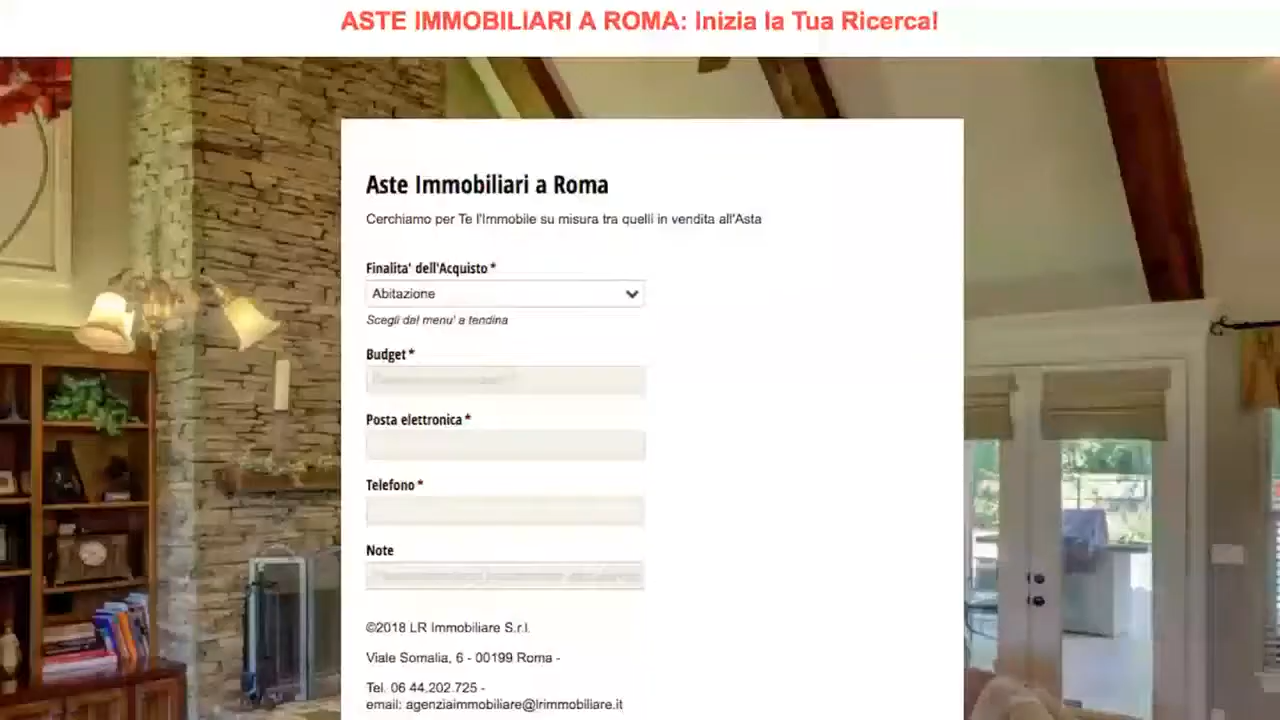 ASTE IMMOBILIARI A ROMA: Inizia la Tua Ricerca!
Aste Immobiliari a Roma
Cerchiamo per Te l'Immobile su misura tra quelli in vendita all'Asta
Finalita' dell'Acquisto *
Abitazione
Scegli dal menu' a tendina
Budget *
Posta elettronica *
Telefono *
Note
©2018 LR Immobiliare S.r.l.
Viale Somalia, 6 - 00199 Roma -
Tel. 06 44.202.725 -
email: agenziaimmobiliare@lrimmobiliare.it